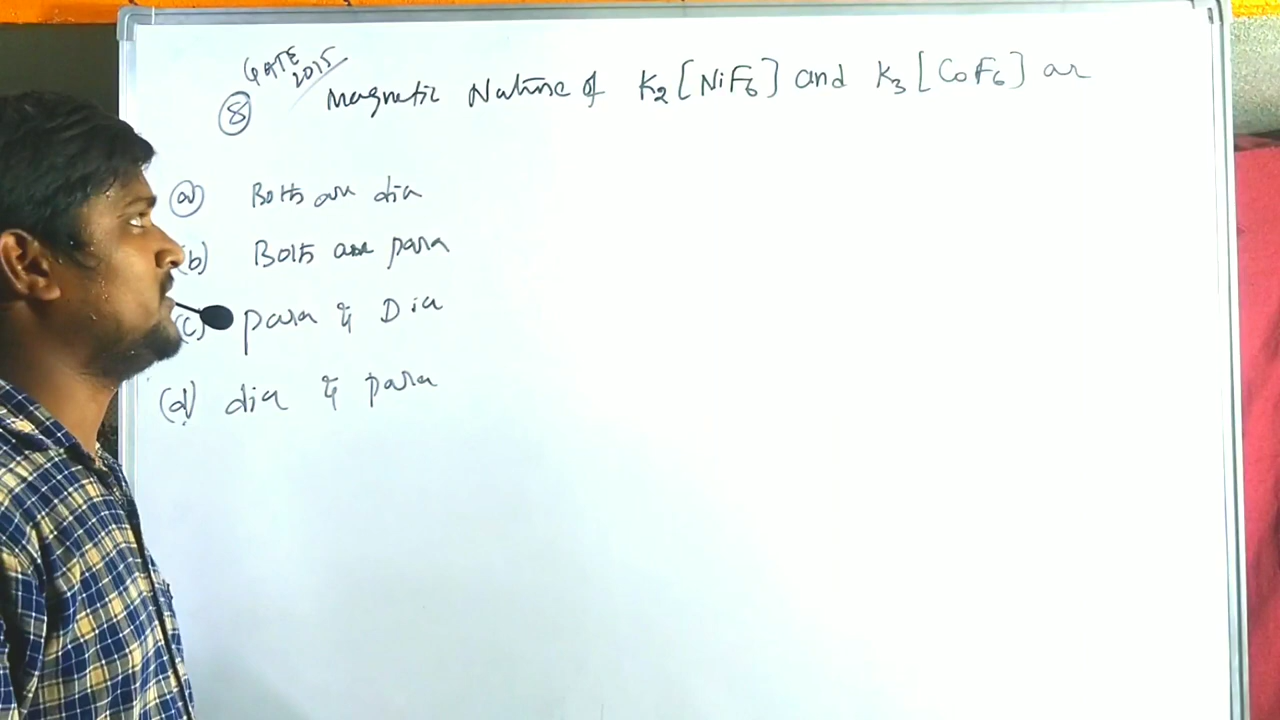 GATE 2015
(8) Magnetic Nature of K2[NiF6] and K3[CoF6] are
(a) Both are dia
(b) Both are para
(c) para & Dia
(d) dia & para